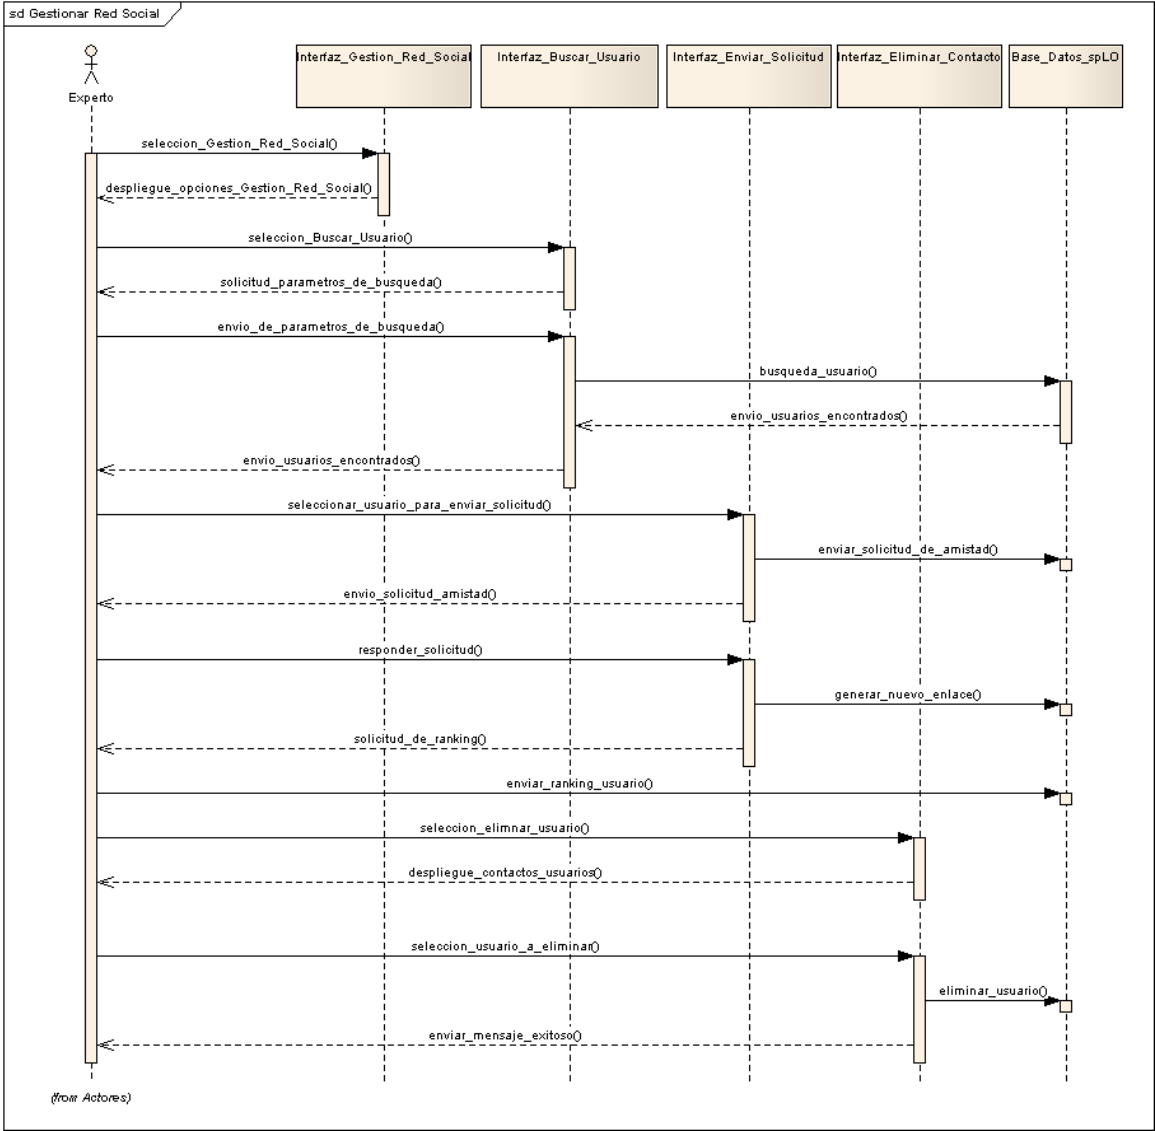 sd Gestionar Red Social
Experto
Interfaz_Gestion_Red_Social
Interfaz_Buscar_Usuario
Interfaz_Enviar_Solicitud
Interfaz_Eliminar_Contacto
Base_Datos_spLO
seleccion_Gestion_Red_Social()
despliegue_opciones_Gestion_Red_Social()
seleccion_Buscar_Usuario()
solicitud_parametros_de_busqueda()
envio_de_parametros_de_busqueda()
busqueda_usuario()
envio_usuarios_encontrados()
envio_usuarios_encontrados()
seleccionar_usuario_para_enviar_solicitud()
enviar_solicitud_de_amistad()
envio_solicitud_amistad()
responder_solicitud()
generar_nuevo_enlace()
solicitud_de_ranking()
enviar_ranking_usuario()
seleccion_elimnar_usuario()
despliegue_contactos_usuarios()
seleccion_usuario_a_eliminar()
eliminar_usuario()
enviar_mensaje_exitoso()
(from Actores)